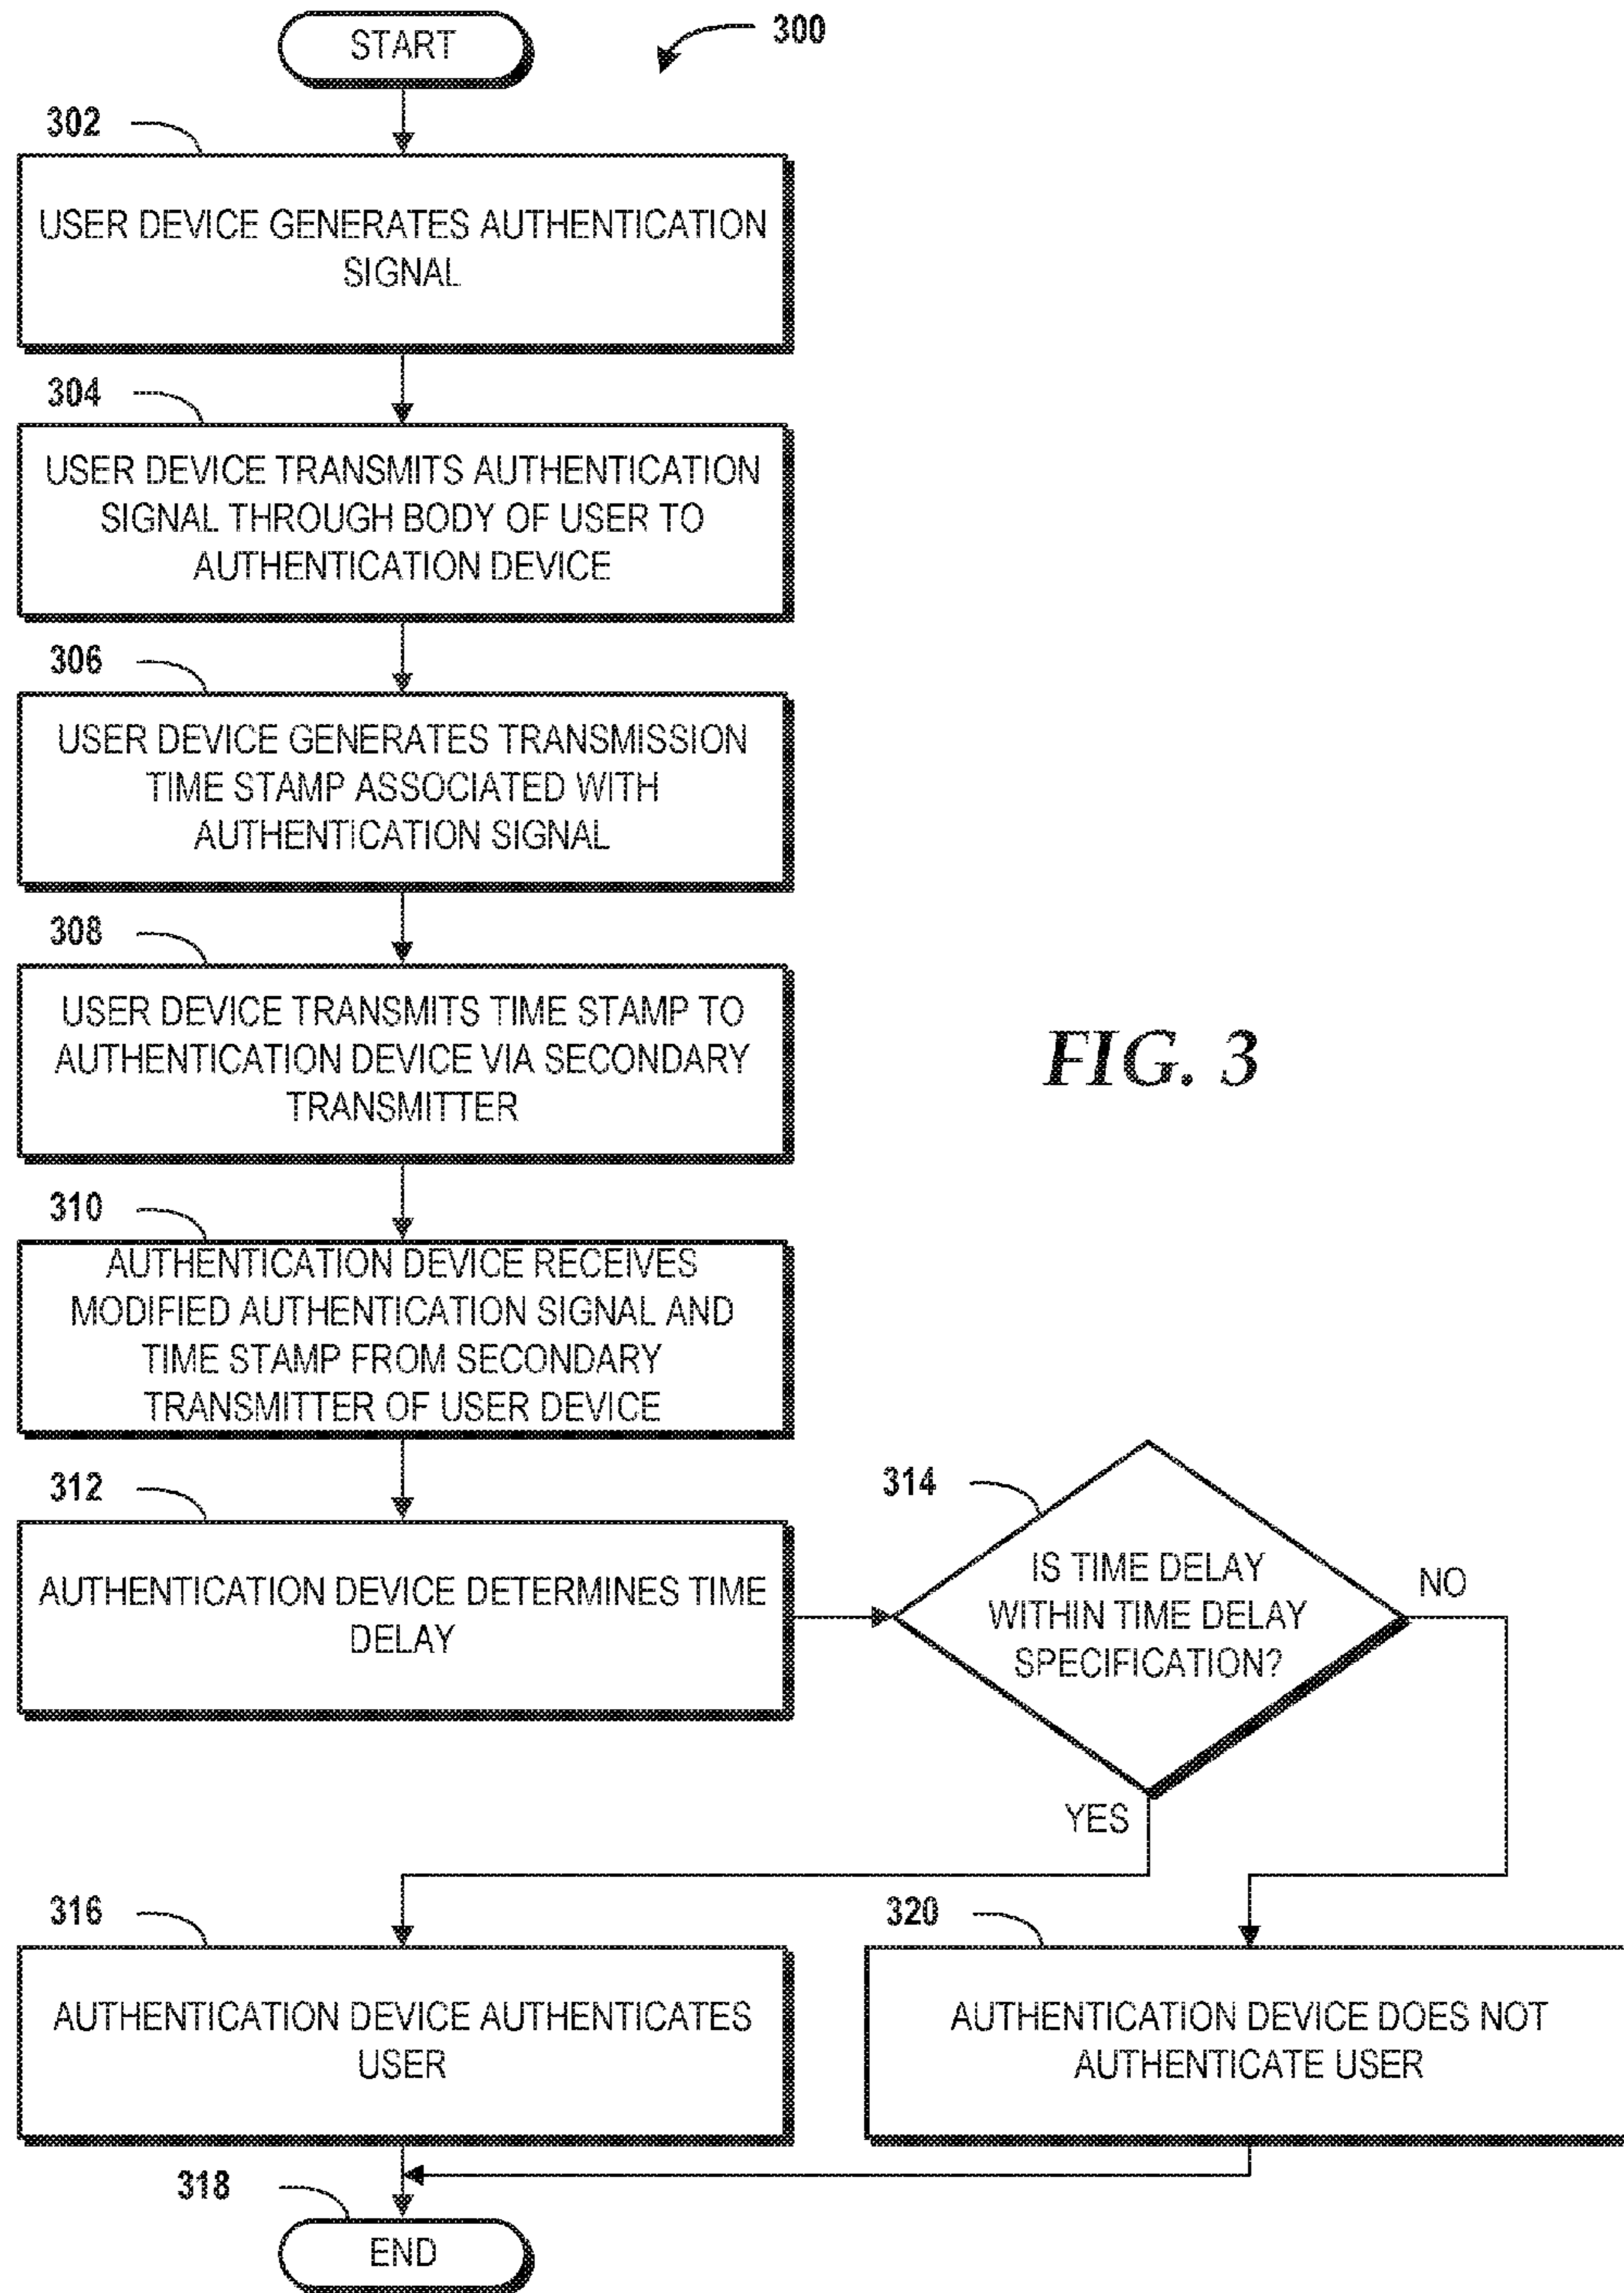 START
300
302
USER DEVICE GENERATES AUTHENTICATION
SIGNAL
304
USER DEVICE TRANSMITS AUTHENTICATION
SIGNAL THROUGH BODY OF USER TO
AUTHENTICATION DEVICE
306
USER DEVICE GENERATES TRANSMISSION
TIME STAMP ASSOCIATED WITH
AUTHENTICATION SIGNAL
308
USER DEVICE TRANSMITS TIME STAMP TO
AUTHENTICATION DEVICE VIA SECONDARY
TRANSMITTER
FIG. 3
310
AUTHENTICATION DEVICE RECEIVES
MODIFIED AUTHENTICATION SIGNAL AND
TIME STAMP FROM SECONDARY
TRANSMITTER OF USER DEVICE
312
AUTHENTICATION DEVICE DETERMINES TIME
DELAY
314
IS TIME DELAY
WITHIN TIME DELAY
SPECIFICATION?
NO
YES
316
AUTHENTICATION DEVICE AUTHENTICATES
USER
320
AUTHENTICATION DEVICE DOES NOT
AUTHENTICATE USER
318
END